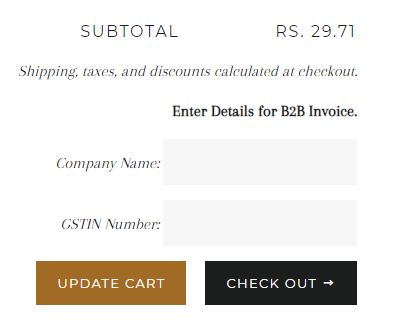 SUBTOTAL RS. 29.71
Shipping, taxes, and discounts calculated at checkout.
Enter Details for B2B Invoice.
Company Name:
GSTIN Number:
UPDATE CART CHECK OUT →